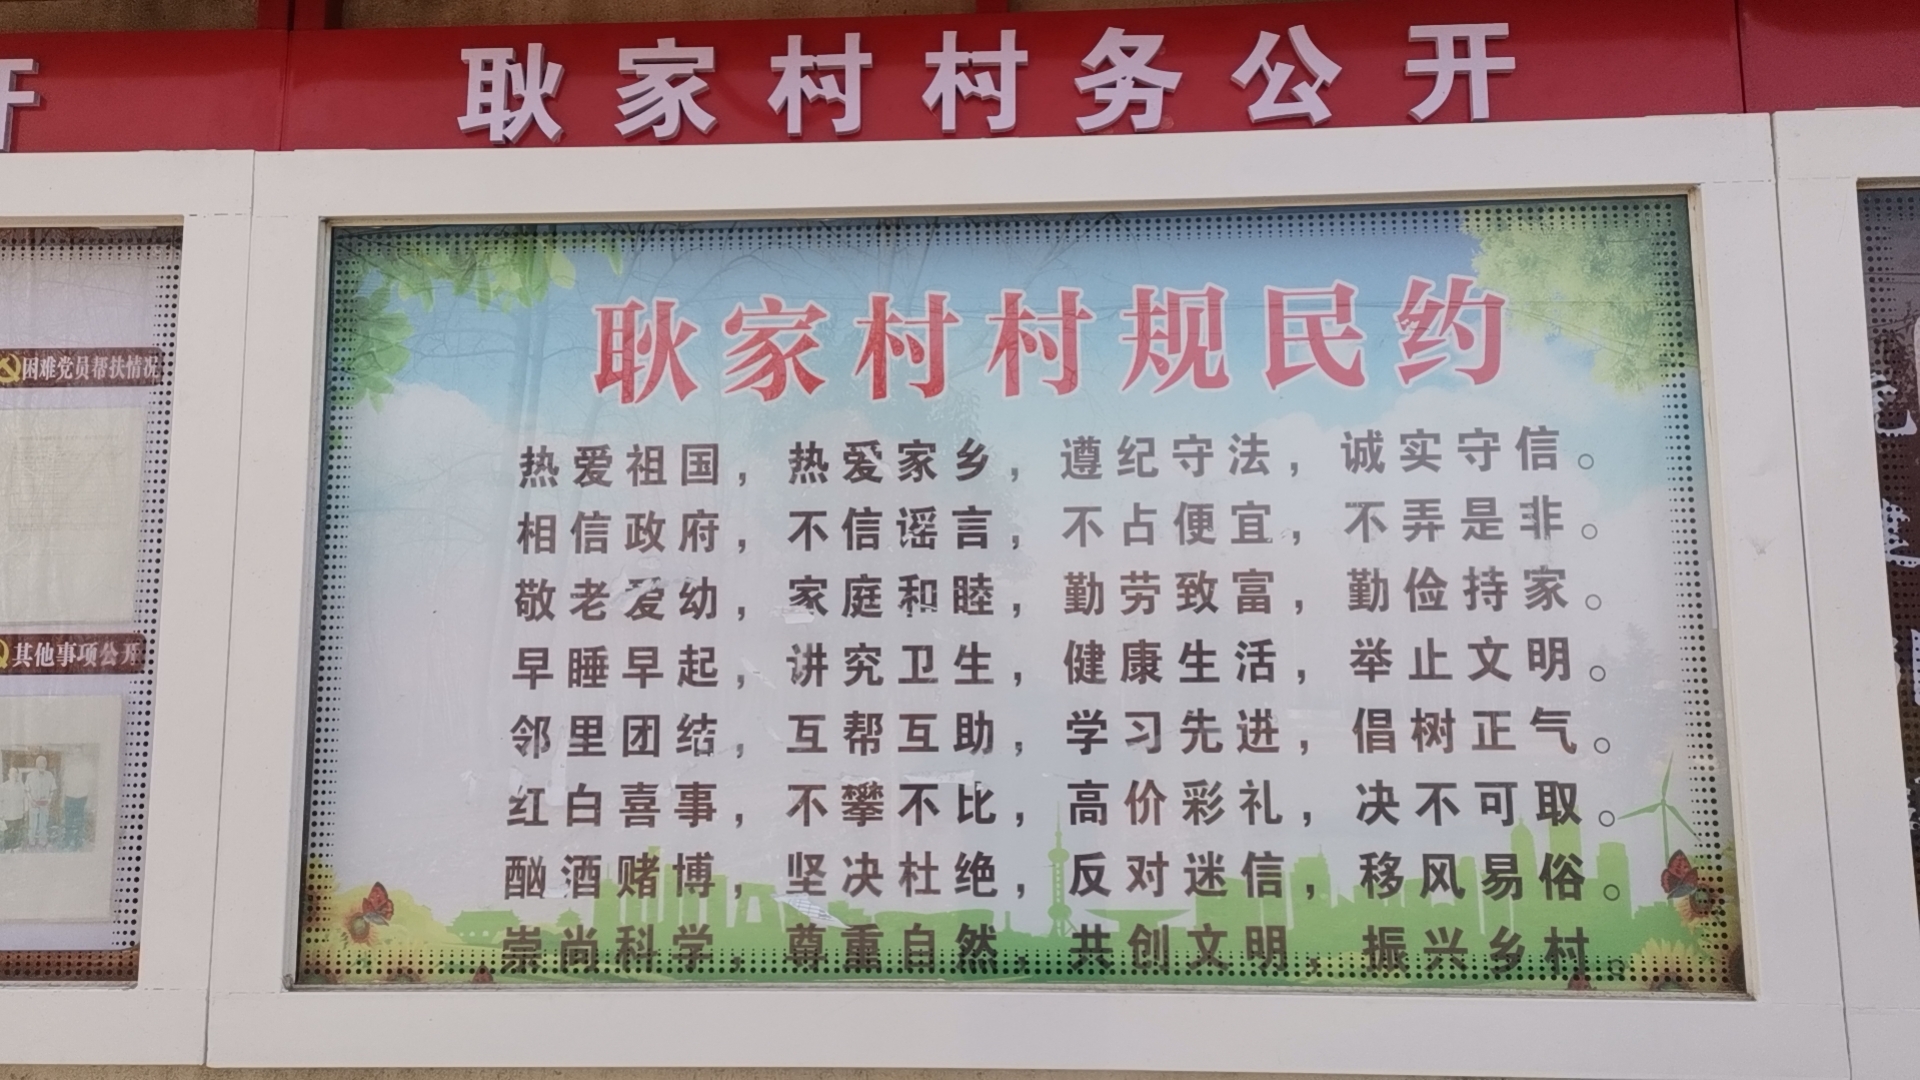 开
耿家村村务公开
困难党员帮扶情况
其他事项公开
耿家村村规民约
热爱祖国，热爱家乡，遵纪守法，诚实守信。
相信政府，不信谣言，不占便宜，不弄是非。
敬老爱幼，家庭和睦，勤劳致富，勤俭持家。
早睡早起，讲究卫生，健康生活，举止文明。
邻里团结，互帮互助，学习先进，倡树正气。
红白喜事，不攀不比，高价彩礼，决不可取。
酗酒赌博，坚决杜绝，反对迷信，移风易俗。
崇尚科学，尊重自然，共创文明，振兴乡村。